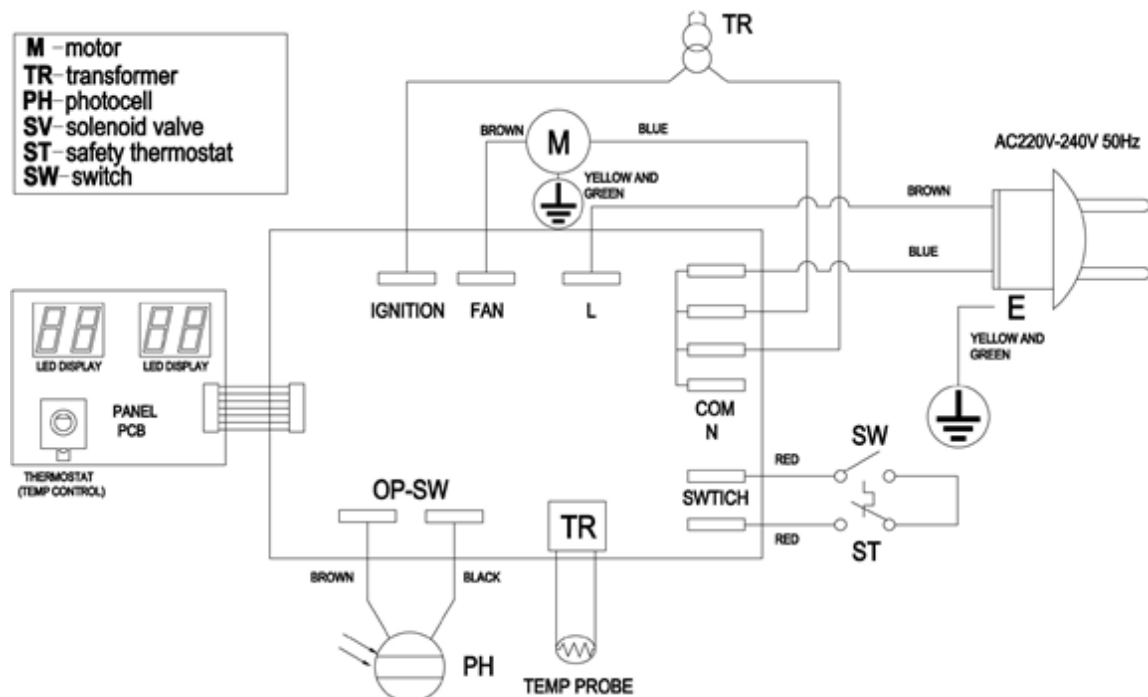 M-motor
TR-transformer
PH-photocell
SV-solenoid valve
ST-safety thermostat
SW-switch
TR
BROWN
M
BLUE
YELLOW AND
GREEN
AC220V-240V 50Hz
BROWN
BLUE
E
YELLOW AND
GREEN
IGNITION
FAN
L
COM
N
88
88
LED DISPLAY
LED DISPLAY
PANEL
PCB
THERMOSTAT
(TEMP CONTROL)
OP-SW
TR
SWTICH
RED
SW
RED
ST
BROWN
BLACK
PH
TEMP PROBE